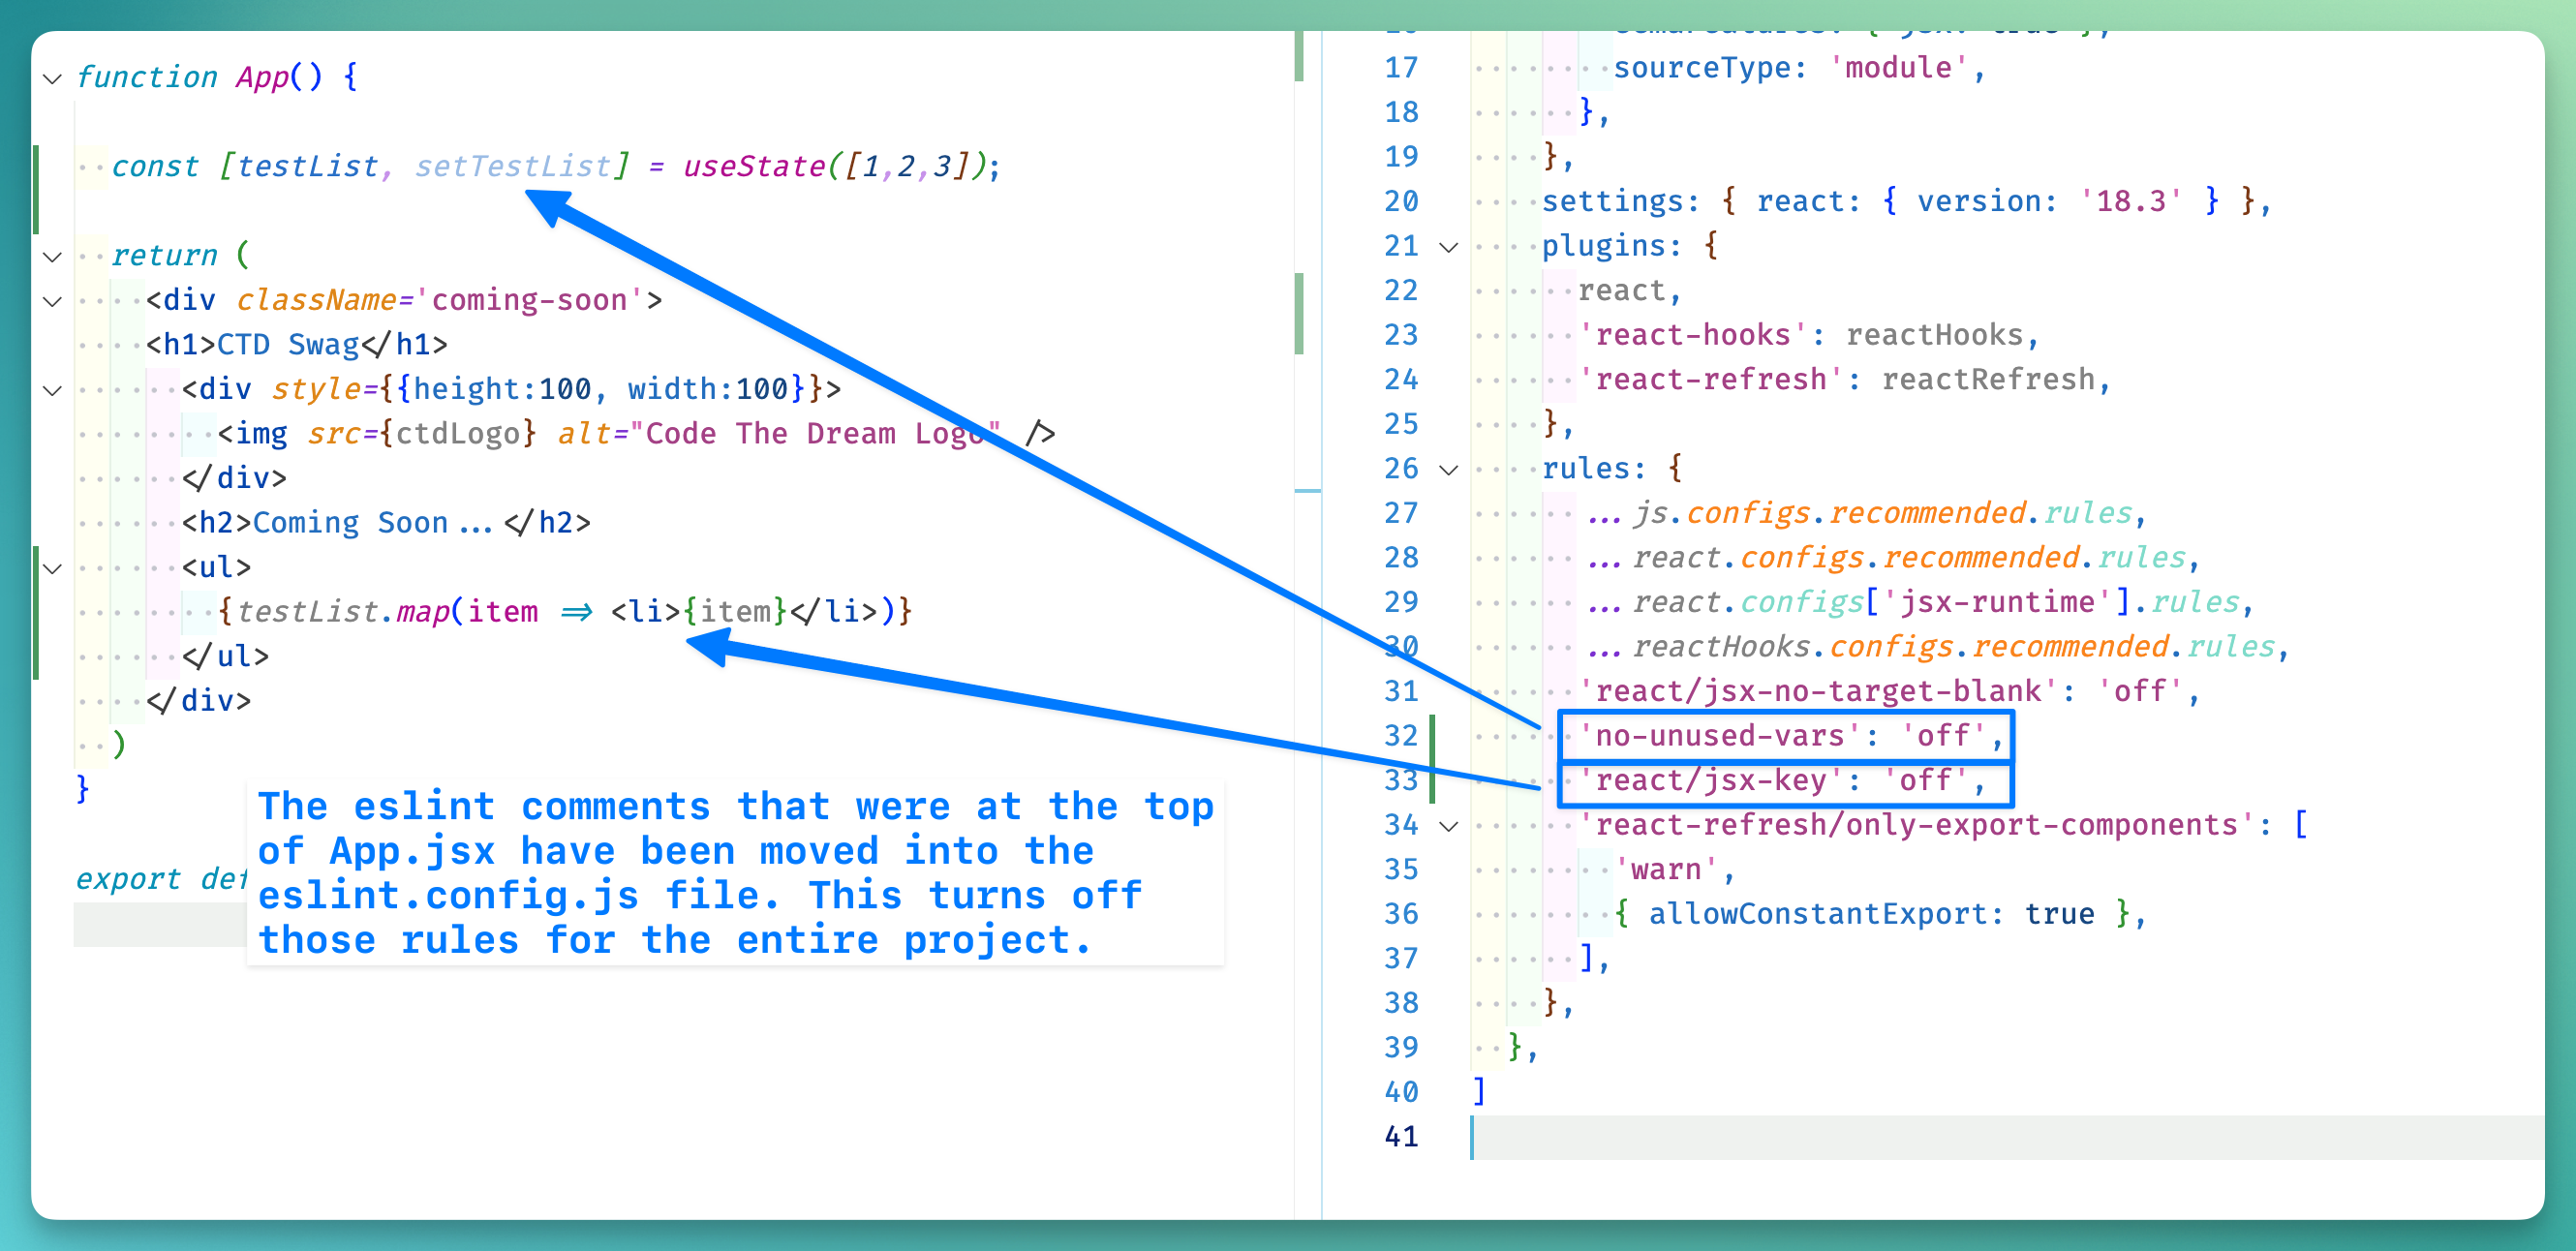 function App() {
const [testList, setTestList] = useState([1,2,3]);
return (
<div className='coming-soon'>
<h1>CTD Swag</h1>
<div style={{height:100, width:100}}>
<img src={ctdLogo} alt="Code The Dream Logo" />
</div>
<h2>Coming Soon...</h2>
<ul>
{testList.map(item => <li>{item}</li>)}
</ul>
</div>
)
}
export def
The eslint comments that were at the top
of App.jsx have been moved into the
eslint.config.js file. This turns off
those rules for the entire project.
17 sourceType: 'module',
18 },
19 },
20 settings: { react: { version: '18.3' } },
21 plugins: {
22 react,
23 'react-hooks': reactHooks,
24 'react-refresh': reactRefresh,
25 },
26 rules: {
27 ...js.configs.recommended.rules,
28 ...react.configs.recommended.rules,
29 ...react.configs['jsx-runtime'].rules,
30 ...reactHooks.configs.recommended.rules,
31 'react/jsx-no-target-blank': 'off',
32 'no-unused-vars': 'off',
33 'react/jsx-key': 'off',
34 'react-refresh/only-export-components': [
35 'warn',
36 { allowConstantExport: true },
37 ],
38 },
39 },
40 ]
41